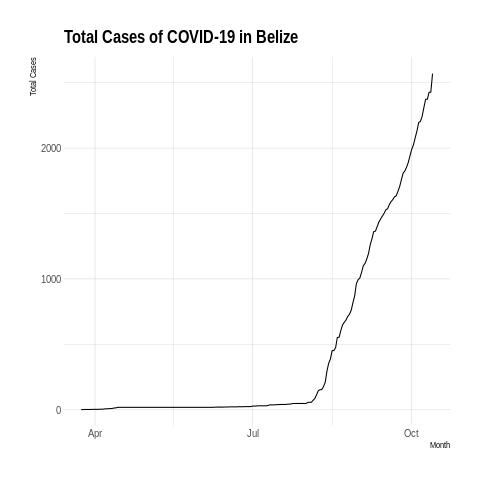 Total Cases of COVID-19 in Belize
Total Cases
2000
1000
0
Apr
Jul
Oct
Month